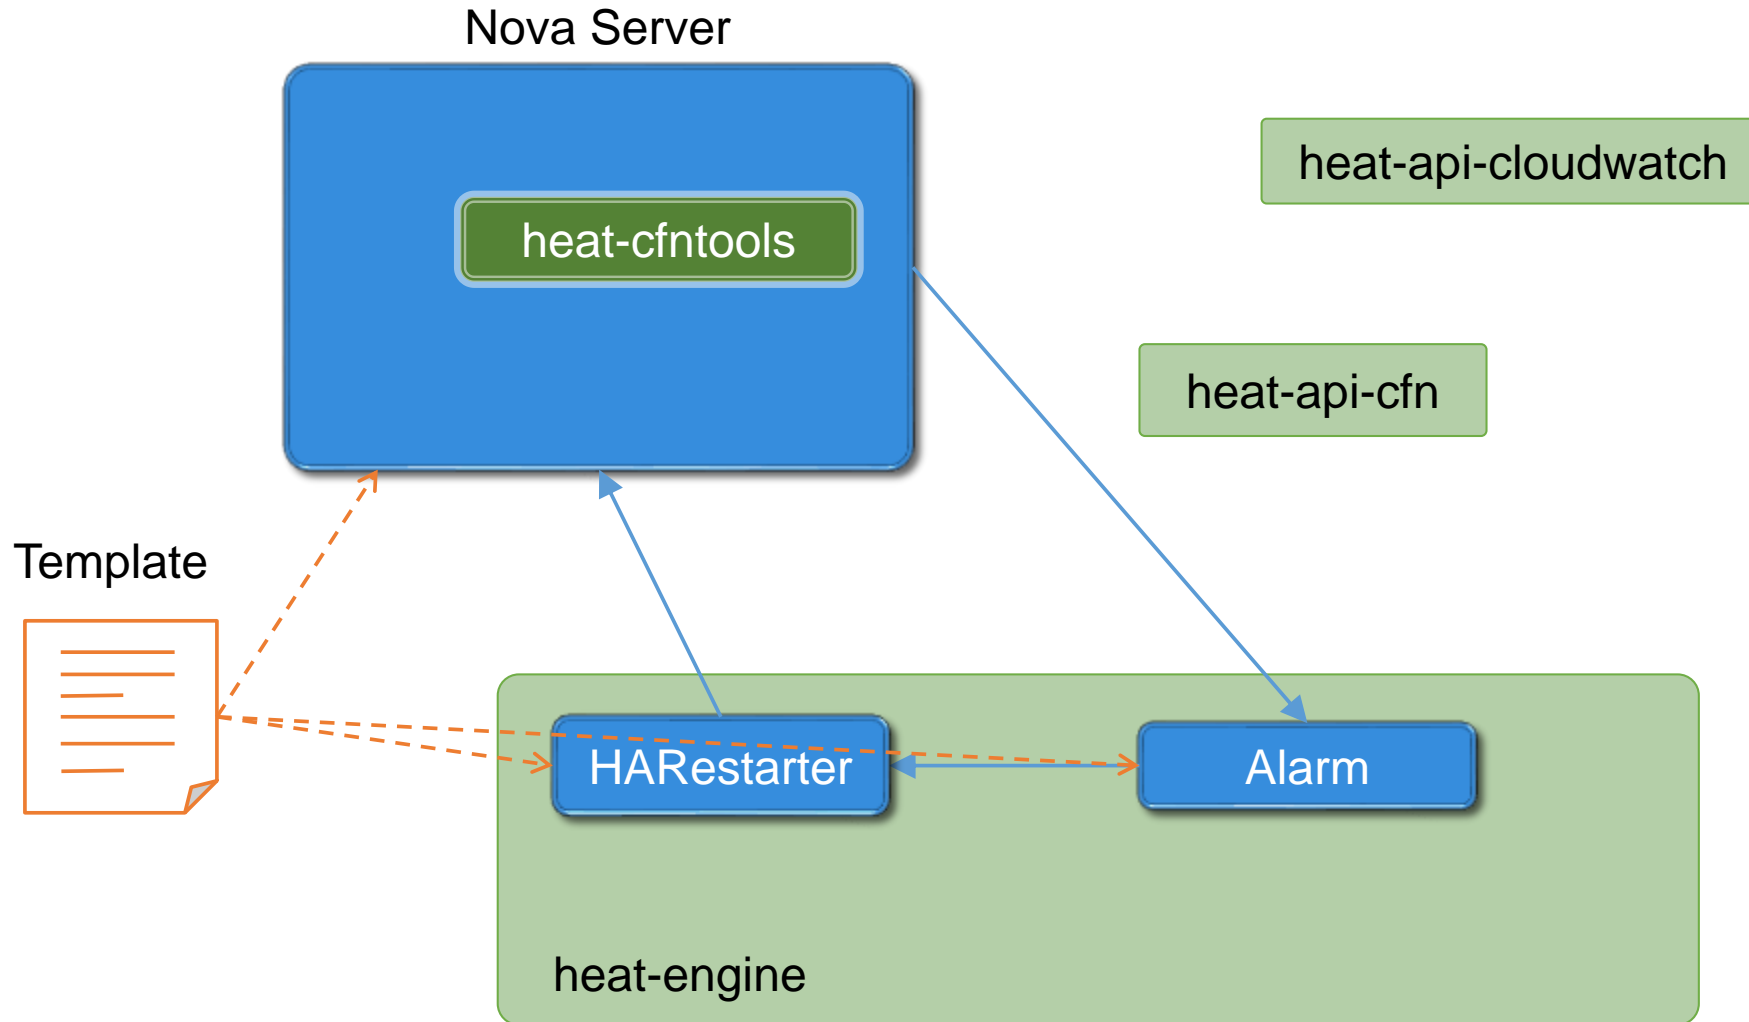 Nova Server
heat-api-cloudwatch
heat-cfntools
heat-api-cfn
Template
HARestarter
Alarm
heat-engine